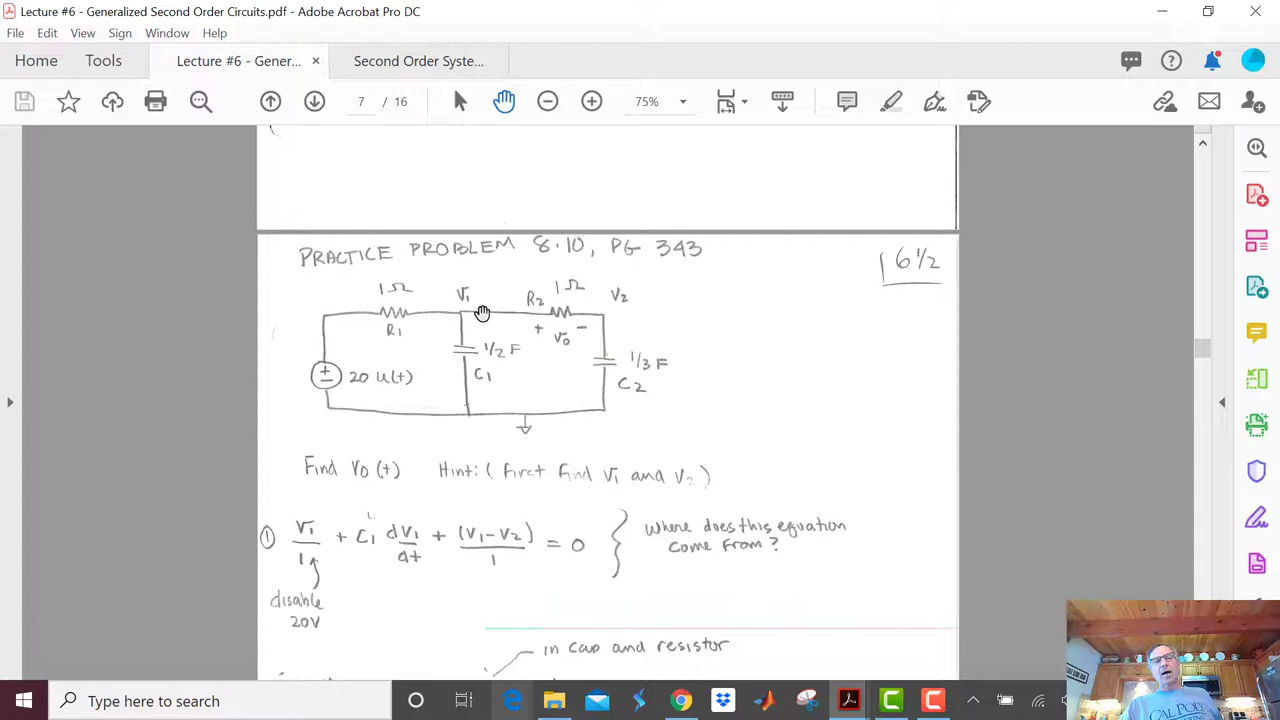 Lecture #6 - Generalized Second Order Circuits.pdf - Adobe Acrobat Pro DC
File Edit View Sign Window Help
Home Tools Lecture #6 - Gener... × Second Order Syste...
7 / 16 75%
PRACTICE PROBLEM 8.10, PG 343
6 1/2
1Ω V1 R2 1Ω V2
R1 + V0 -
1/2 F 1/3 F
+ - 20 u(t) C1 C2
Find V0(t) Hint: (First find V1 and V2)
① V1/1 + C1 dV1/dt + (V1-V2)/1 = 0 } Where does this equation
come from?
disable
20V
in cap and resistor
Type here to search
CAL POLY